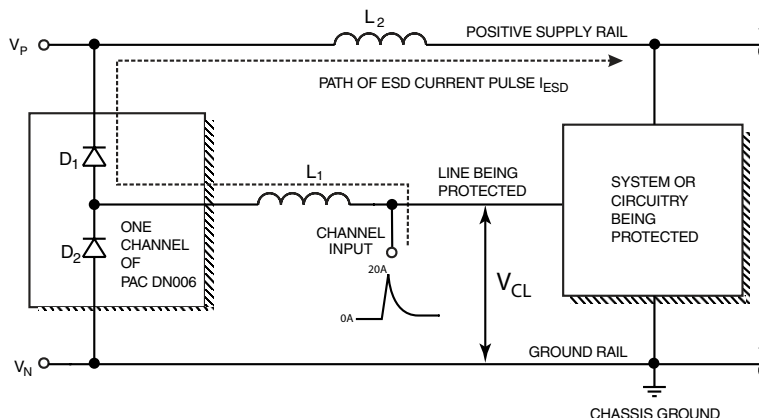 L2
VP
POSITIVE SUPPLY RAIL
PATH OF ESD CURRENT PULSE IESD
D1
L1
LINE BEING
PROTECTED
SYSTEM OR
CIRCUITRY
BEING
PROTECTED
ONE
CHANNEL
OF
PAC DN006
D2
CHANNEL
INPUT
20A
0A
VCL
VN
GROUND RAIL
CHASSIS GROUND